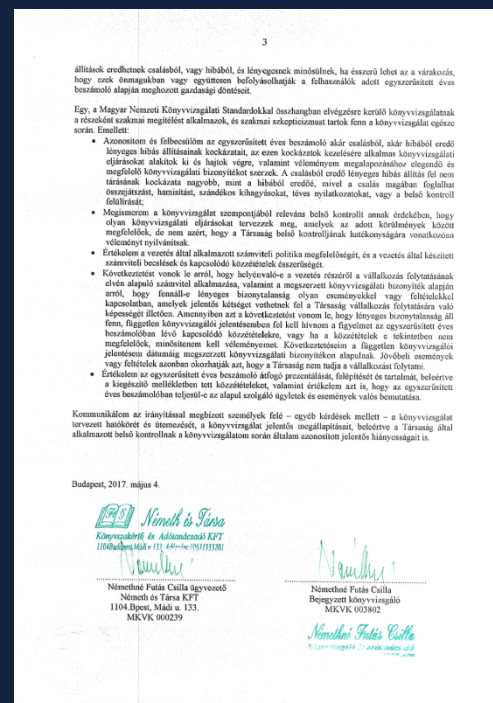 3
állítások eredhetnek csalásból, vagy hibából, és lényegesnek minősülnek, ha ésszerű lehet az a várakozás,
hogy ezek önmagukban vagy együttesen befolyásolhatják a felhasználók adott egyszerűsített éves
beszámoló alapján meghozott gazdasági döntéseit.
Egy, a Magyar Nemzeti Könyvvizsgálati Standardokkal összhangban elvégzésre kerülő könyvvizsgálatnak
a részeként szakmai megítélést alkalmazok, és szakmai szkepticizmust tartok fenn a könyvvizsgálat egésze
során. Emellett:
• Azonosítom és felbecsülöm az egyszerűsített éves beszámoló akár csalásból, akár hibából eredő
lényeges hibás állításainak kockázatait, az ezen kockázatok kezelésére alkalmas könyvvizsgálati
eljárásokat alakítok ki és hajtok végre, valamint véleményem megalapozásához elegendő és
megfelelő könyvvizsgálati bizonyítékot szerzek. A csalásból eredő lényeges hibás állítás fel nem
tárásának kockázata nagyobb, mint a hibából eredőé, mivel a csalás magában foglalhat
összejátszást, hamisítást, szándékos kihagyásokat, téves nyilatkozatokat, vagy a belső kontroll
felülírását;
• Megismerem a könyvvizsgálat szempontjából releváns belső kontrollt annak érdekében, hogy
olyan könyvvizsgálati eljárásokat tervezzek meg, amelyek az adott körülmények között
megfelelőek, de nem azért, hogy a Társaság belső kontrolljának hatékonyságára vonatkozóan
véleményt nyilvánítsak.
• Értékelem a vezetés által alkalmazott számviteli politika megfelelőségét, és a vezetés által készített
számviteli becslések és kapcsolódó közzétételek ésszerűségét.
• Következtetést vonok le arról, hogy helyénvaló-e a vezetés részéről a vállalkozás folytatásának
elvén alapuló számvitel alkalmazása, valamint a megszerzett könyvvizsgálati bizonyíték alapján
arról, hogy fennáll-e lényeges bizonytalanság olyan eseményekkel vagy feltételekkel
kapcsolatban, amelyek jelentős kétséget vethetnek fel a Társaság vállalkozás folytatására való
képességét illetően. Amennyiben azt a következtetést vonom le, hogy lényeges bizonytalanság áll
fenn, független könyvvizsgálói jelentésemben fel kell hívnom a figyelmet az egyszerűsített éves
beszámolóban lévő kapcsolódó közzétételekre, vagy ha a közzétételek e tekintetben nem
megfelelőek, minősítenem kell véleményemet. Következtetéseim a független könyvvizsgálói
jelentésem dátumáig megszerzett könyvvizsgálati bizonyítékon alapulnak. Jövőbeli események
vagy feltételek azonban okozhatják azt, hogy a Társaság nem tudja a vállalkozást folytatni.
• Értékelem az egyszerűsített éves beszámoló átfogó prezentálását, felépítését és tartalmát, beleértve
a kiegészítő mellékletben tett közzétételeket, valamint értékelem azt is, hogy az egyszerűsített
éves beszámolóban teljesül-e az alapul szolgáló ügyletek és események valós bemutatása.
Kommunikálom az irányítással megbízott személyek felé – egyéb kérdések mellett – a könyvvizsgálat
tervezett hatókörét és ütemezését, a könyvvizsgálat jelentős megállapításait, beleértve a Társaság által
alkalmazott belső kontrollnak a könyvvizsgálatom során általam azonosított jelentős hiányosságait is.
Budapest, 2017. május 4.
Németh és Társa
Könyvszakértő és Adótanácsadó KFT
1104 Budapest, Mádi u. 133.
Némethné Futás Csilla ügyvezető
Németh és Társa KFT
1104.Bpest, Mádi u. 133.
MKVK 000239
Némethné Futás Csilla
Bejegyzett könyvvizsgáló
MKVK 003802
Némethné Futás Csilla